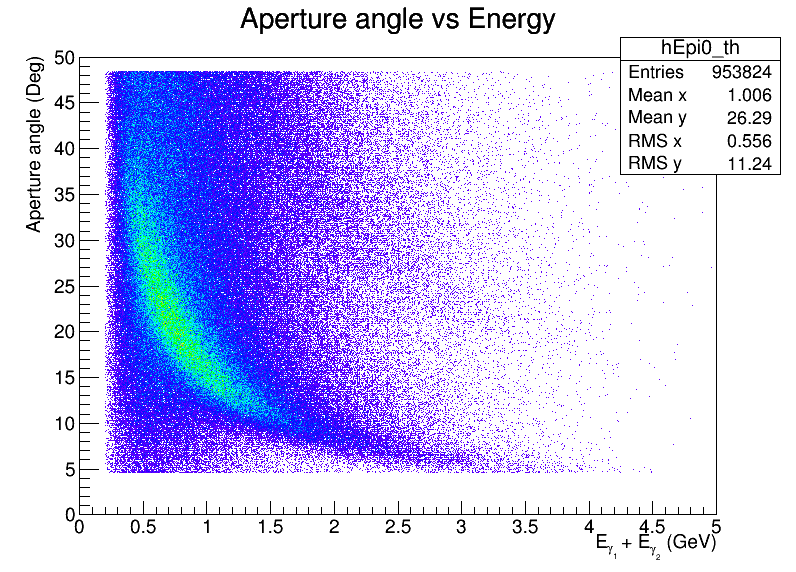 Aperture angle vs Energy
hEpi0_th
Entries 953824
Mean x 1.006
Mean y 26.29
RMS x 0.556
RMS y 11.24
Aperture angle (Deg)
50
45
40
35
30
25
20
15
10
5
0
0 0.5 1 1.5 2 2.5 3 3.5 4 4.5 5
Eγ1 + Eγ2 (GeV)